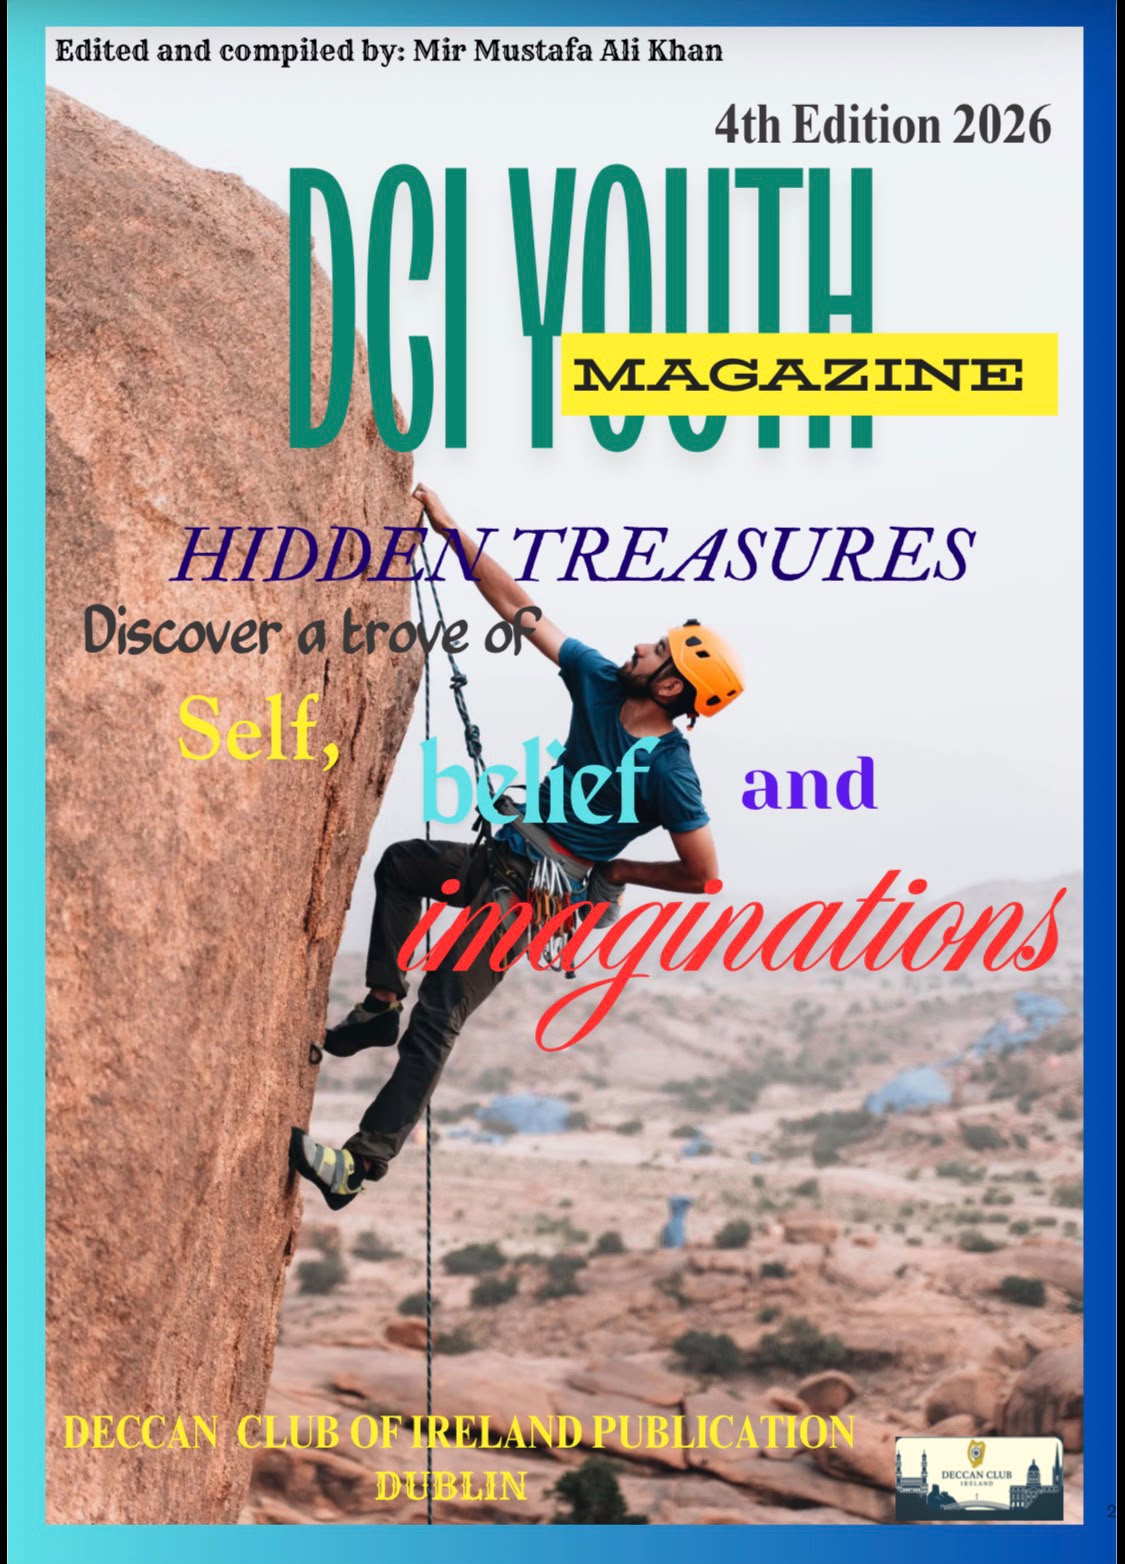 Edited and compiled by: Mir Mustafa Ali Khan
4th Edition 2026
DCI YOUTH
MAGAZINE
HIDDEN TREASURES
Discover a trove of
Self,
belief and
imaginations
DECCAN CLUB OF IRELAND PUBLICATION
DUBLIN
DECCAN CLUB
IRELAND
2